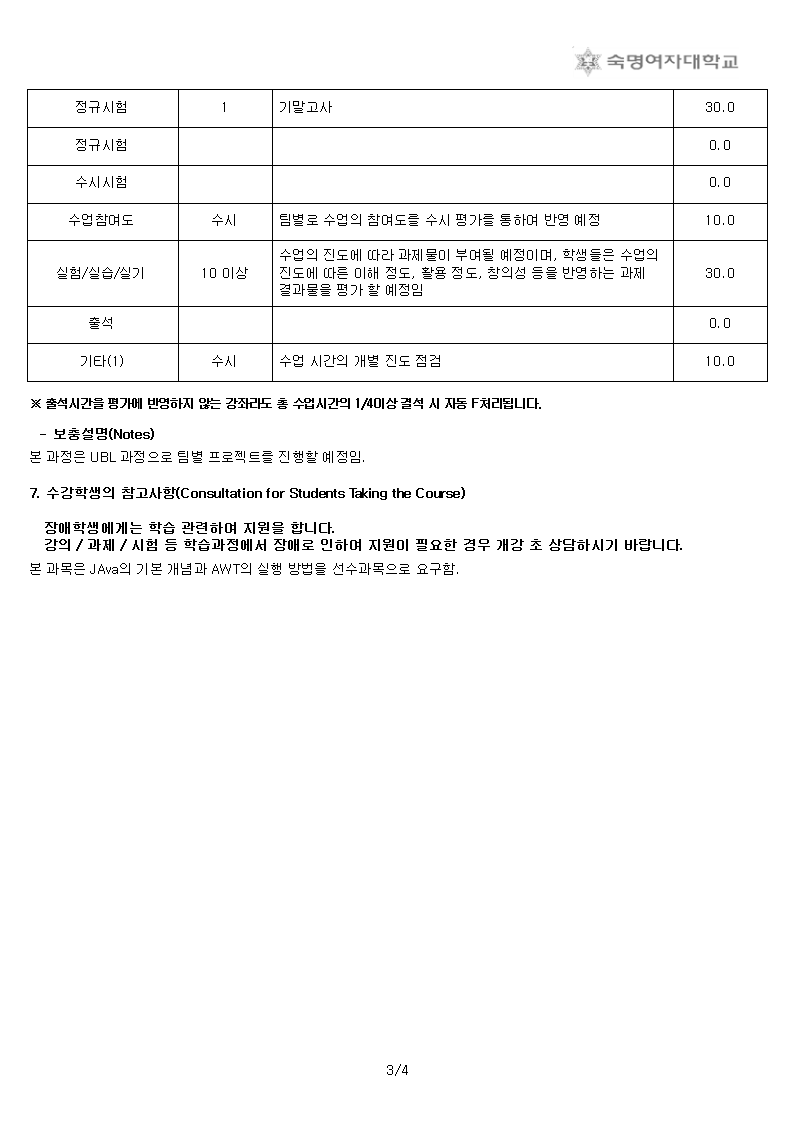 숙명여자대학교
정규시험 1 기말고사 30.0
정규시험 0.0
수시시험 0.0
수업참여도 수시 팀별로 수업의 참여도를 수시 평가를 통하여 반영 예정 10.0
수업의 진도에 따라 과제물이 부여될 예정이며, 학생들은 수업의
실험/실습/실기 10 이상 진도에 따른 이해 정도, 활용 정도, 창의성 등을 반영하는 과제 30.0
결과물을 평가 할 예정임
출석 0.0
기타(1) 수시 수업 시간의 개별 진도 점검 10.0
※ 출석시간을 평가에 반영하지 않는 강좌라도 총 수업시간의 1/4이상 결석 시 자동 F처리됩니다.
- 보충설명(Notes)
본 과정은 UBL 과정으로 팀별 프로젝트를 진행할 예정임.
7. 수강학생의 참고사항(Consultation for Students Taking the Course)
장애학생에게는 학습 관련하여 지원을 합니다.
강의 / 과제 / 시험 등 학습과정에서 장애로 인하여 지원이 필요한 경우 개강 초 상담하시기 바랍니다.
본 과목은 JAva의 기본 개념과 AWT의 실행 방법을 선수과목으로 요구함.
3/4